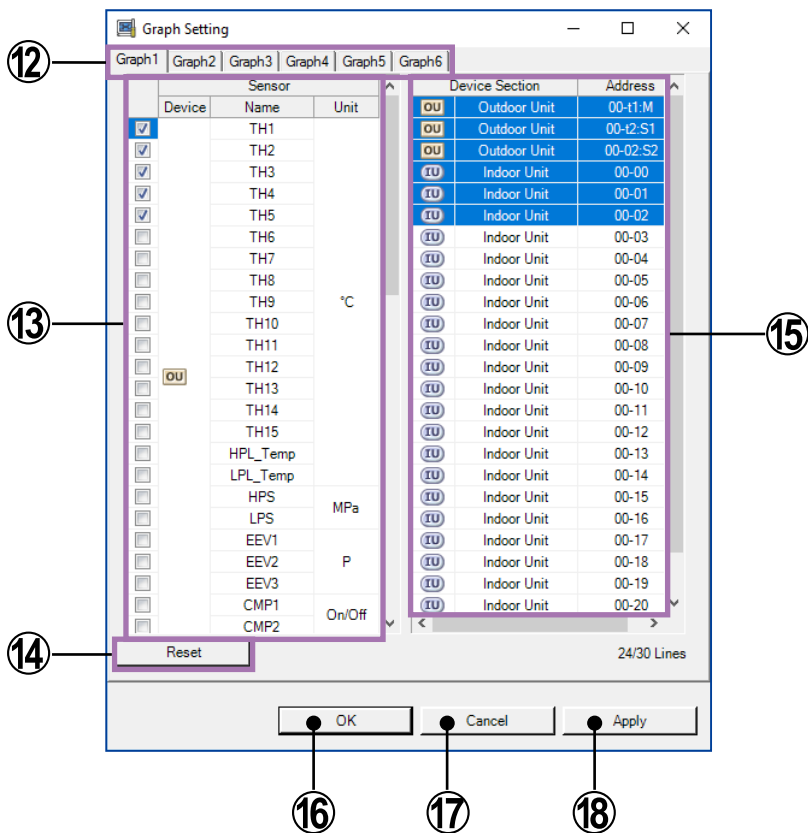 Graph Setting
⑫
Graph1 Graph2 Graph3 Graph4 Graph5 Graph6
Sensor
Device Name Unit
TH1
TH2
TH3
TH4
TH5
TH6
TH7
TH8
TH9
TH10
TH11
TH12
TH13
TH14
TH15
HPL_Temp
LPL_Temp
HPS
LPS
EEV1
EEV2
EEV3
CMP1
CMP2
OU
°C
MPa
P
On/Off
⑬
Device Section Address
OU Outdoor Unit 00-t1:M
OU Outdoor Unit 00-t2:S1
OU Outdoor Unit 00-02:S2
IU Indoor Unit 00-00
IU Indoor Unit 00-01
IU Indoor Unit 00-02
IU Indoor Unit 00-03
IU Indoor Unit 00-04
IU Indoor Unit 00-05
IU Indoor Unit 00-06
IU Indoor Unit 00-07
IU Indoor Unit 00-08
IU Indoor Unit 00-09
IU Indoor Unit 00-10
IU Indoor Unit 00-11
IU Indoor Unit 00-12
IU Indoor Unit 00-13
IU Indoor Unit 00-14
IU Indoor Unit 00-15
IU Indoor Unit 00-16
IU Indoor Unit 00-17
IU Indoor Unit 00-18
IU Indoor Unit 00-19
IU Indoor Unit 00-20
⑮
⑭
Reset
24/30 Lines
OK Cancel Apply
⑯ ⑰ ⑱